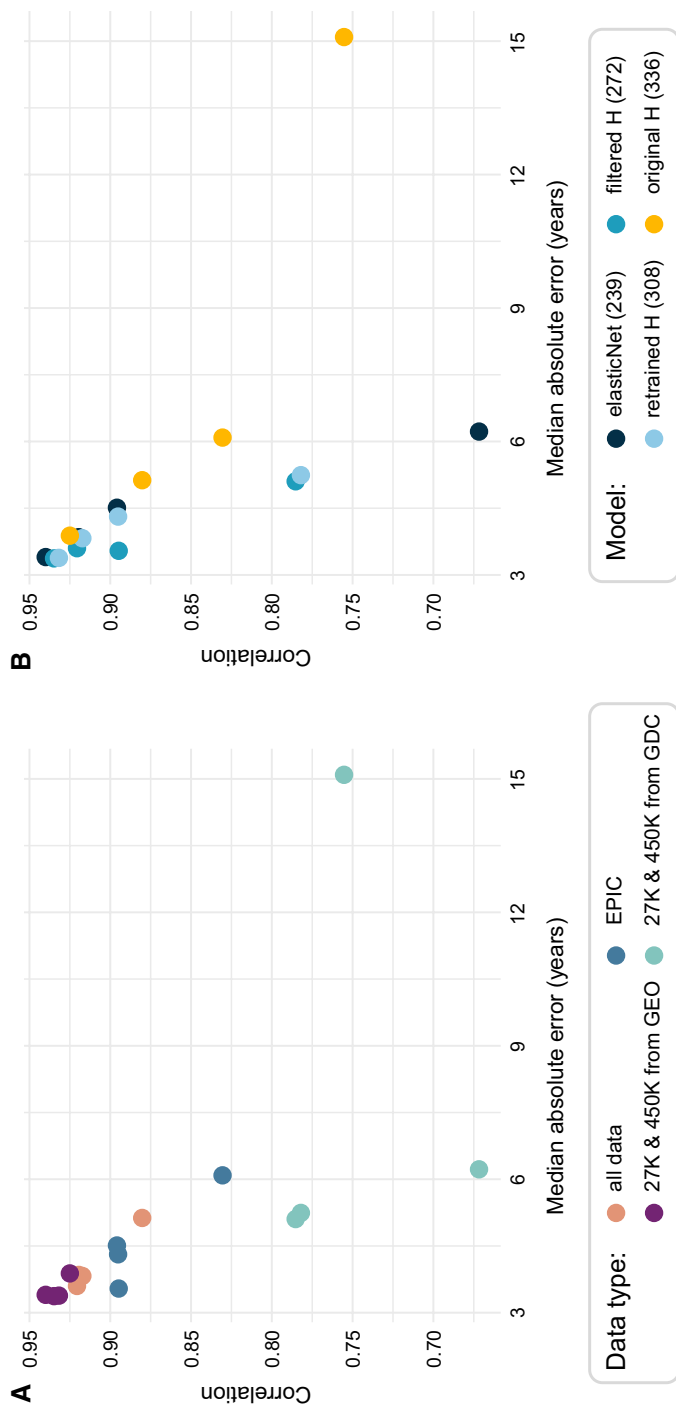 A
0.95
0.90
0.85
0.80
0.75
0.70
Correlation
3
6
9
12
15
Median absolute error (years)
Data type:
all data
EPIC
27K & 450K from GEO
27K & 450K from GDC
B
0.95
0.90
0.85
0.80
0.75
0.70
Correlation
3
6
9
12
15
Median absolute error (years)
Model:
elasticNet (239)
filtered H (272)
retrained H (308)
original H (336)